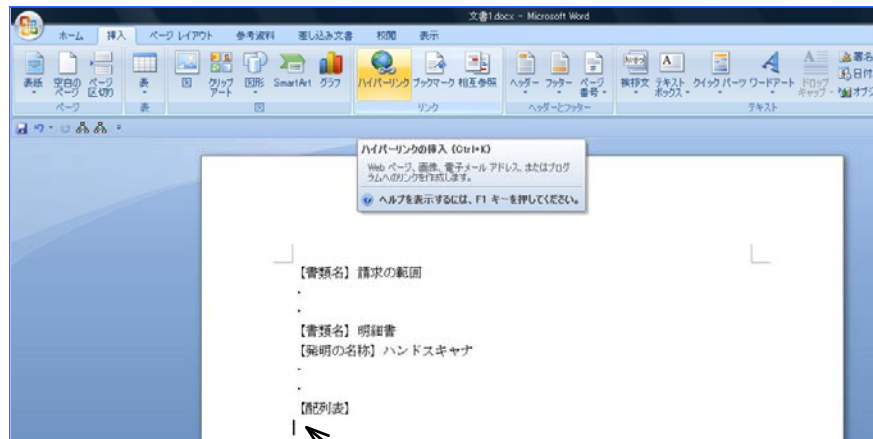 文書1.docx - Microsoft Word
ホーム 挿入 ページ レイアウト 参考資料 差し込み文書 校閲 表示
表紙 空白のページ ページ区切り 表 図 クリップアート 図形 SmartArt グラフ ハイパーリンク ブックマーク 相互参照 ヘッダー フッター ページ番号 挨拶文 テキストボックス クイック パーツ ワードアート ドロップキャップ 署名 日付 オブジ
ページ 表 図 リンク ヘッダーとフッター テキスト
ハイパーリンクの挿入 (Ctrl+K)
Web ページ、画像、電子メール アドレス、またはプログ
ラムへのリンクを作成します。
ヘルプを表示するには、F1 キーを押してください。
【書類名】請求の範囲
・
・
【書類名】明細書
【発明の名称】ハンドスキャナ
・
・
【配列表】